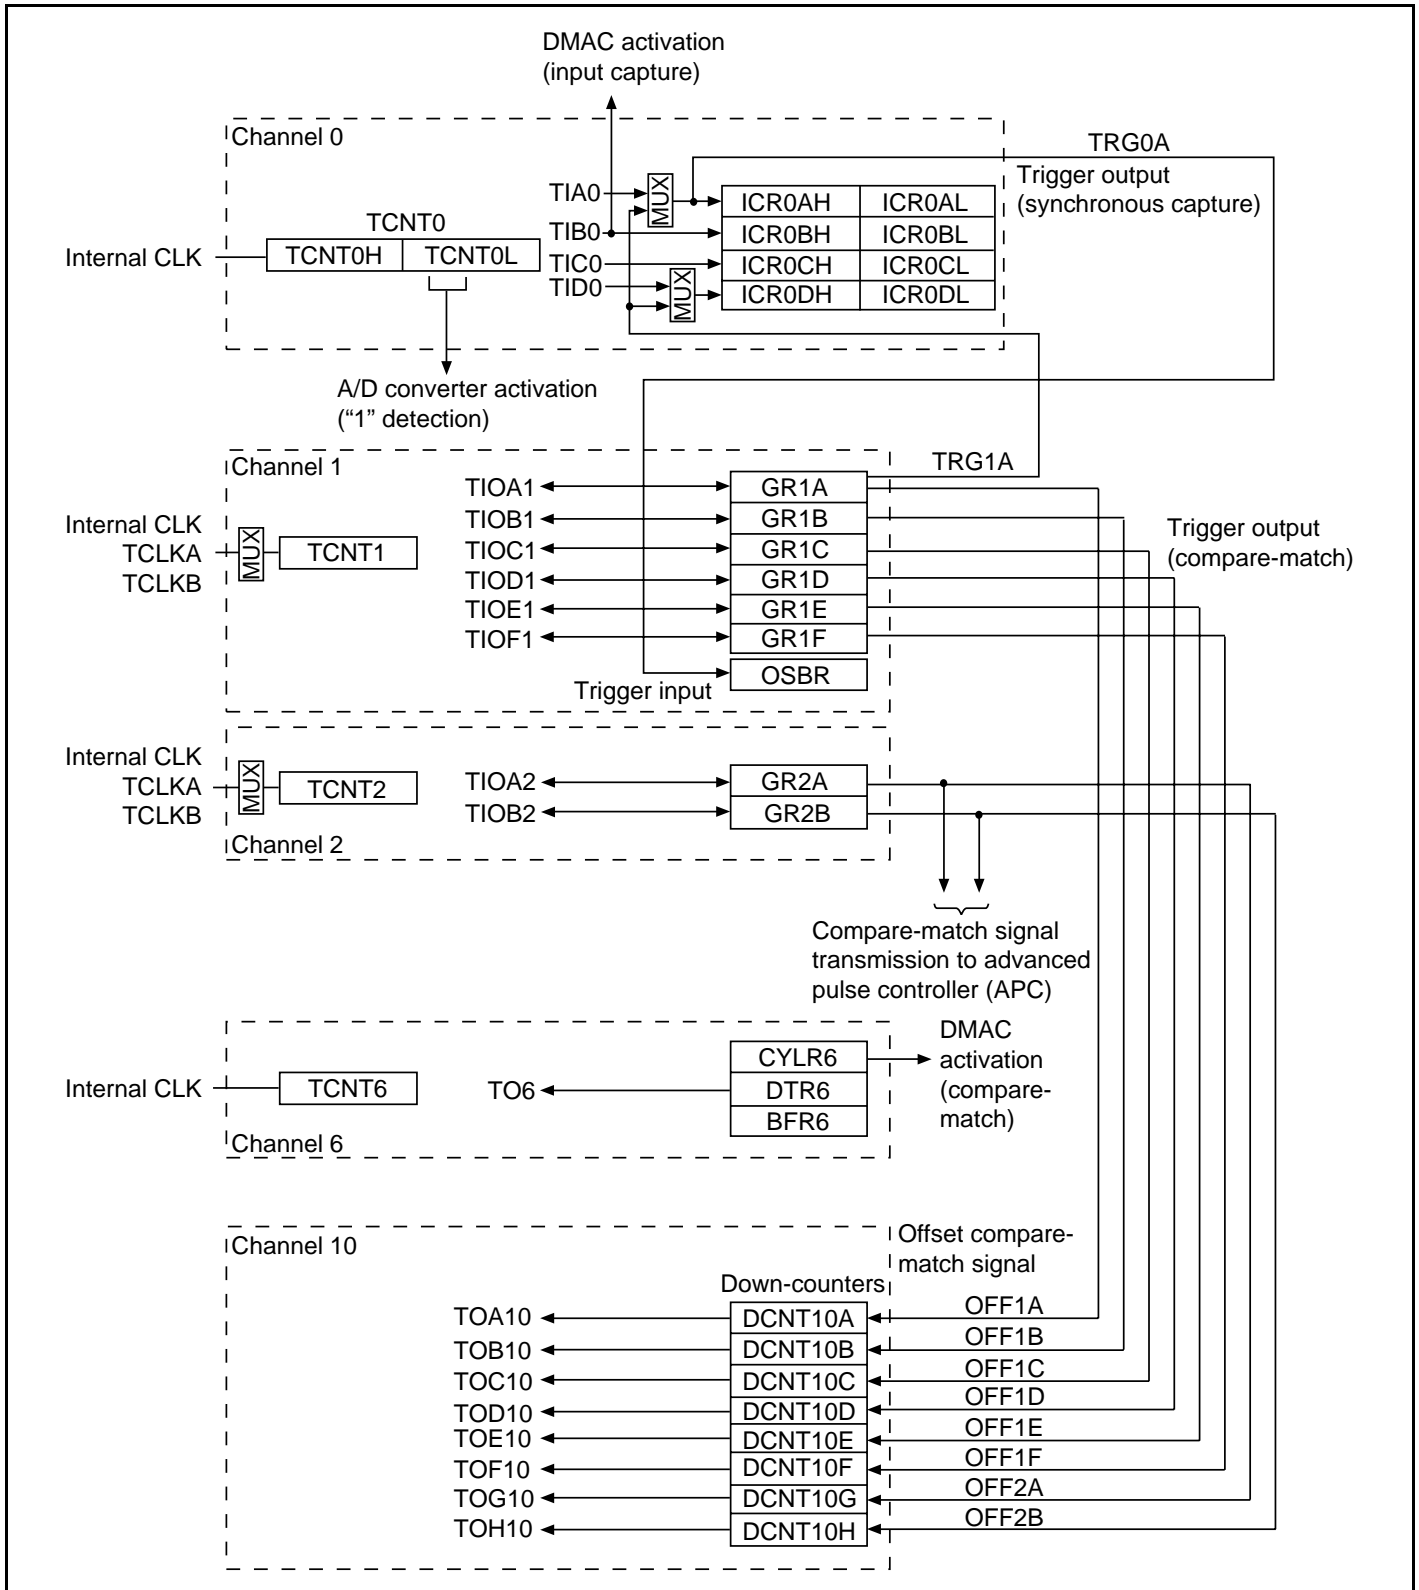 DMAC activation
(input capture)
Channel 0
TRG0A
Trigger output
(synchronous capture)
TIA0
MUX
ICR0AH ICR0AL
TCNT0
TIB0
ICR0BH ICR0BL
Internal CLK
TCNT0H TCNT0L
TIC0
ICR0CH ICR0CL
TID0
MUX
ICR0DH ICR0DL
A/D converter activation
(“1” detection)
Channel 1
TRG1A
TIOA1 GR1A
Internal CLK
TCLKA
TCLKB
MUX
TCNT1
TIOB1 GR1B
TIOC1 GR1C
TIOD1 GR1D
TIOE1 GR1E
TIOF1 GR1F
OSBR
Trigger input
Trigger output
(compare-match)
Internal CLK
TCLKA
TCLKB
MUX
TCNT2
TIOA2 GR2A
TIOB2 GR2B
Channel 2
Compare-match signal
transmission to advanced
pulse controller (APC)
Internal CLK
TCNT6
TO6
CYLR6
DTR6
BFR6
DMAC
activation
(compare-
match)
Channel 6
Channel 10
Offset compare-
match signal
Down-counters
TOA10 DCNT10A OFF1A
TOB10 DCNT10B OFF1B
TOC10 DCNT10C OFF1C
TOD10 DCNT10D OFF1D
TOE10 DCNT10E OFF1E
TOF10 DCNT10F OFF1F
TOG10 DCNT10G OFF2A
TOH10 DCNT10H OFF2B